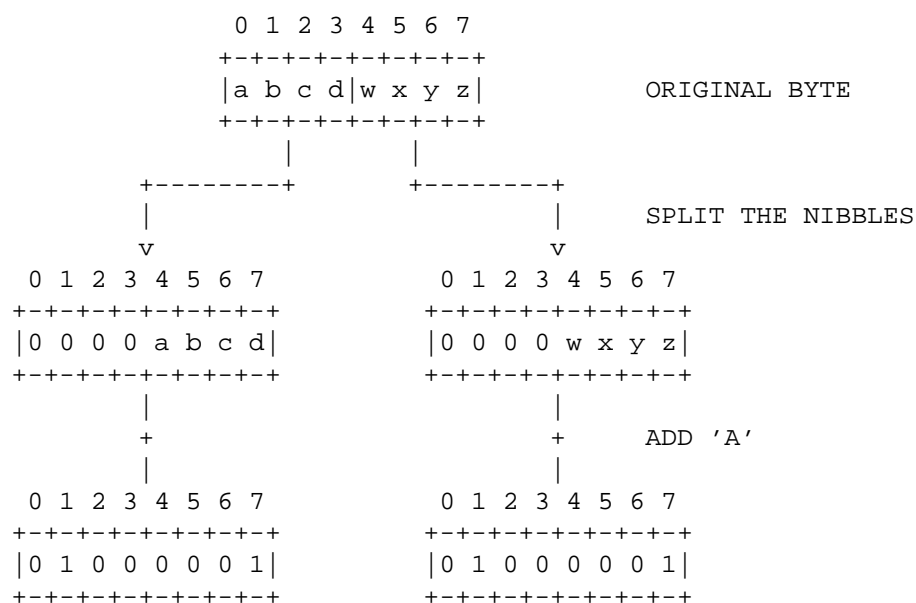 0 1 2 3 4 5 6 7
+-+-+-+-+-+-+-+-+
|a b c d|w x y z| ORIGINAL BYTE
+-+-+-+-+-+-+-+-+
| |
+--------+ +--------+
| | SPLIT THE NIBBLES
v v
0 1 2 3 4 5 6 7 0 1 2 3 4 5 6 7
+-+-+-+-+-+-+-+-+ +-+-+-+-+-+-+-+-+
|0 0 0 0 a b c d| |0 0 0 0 w x y z|
+-+-+-+-+-+-+-+-+ +-+-+-+-+-+-+-+-+
| |
+ + ADD ’A’
| |
0 1 2 3 4 5 6 7 0 1 2 3 4 5 6 7
+-+-+-+-+-+-+-+-+ +-+-+-+-+-+-+-+-+
|0 1 0 0 0 0 0 1| |0 1 0 0 0 0 0 1|
+-+-+-+-+-+-+-+-+ +-+-+-+-+-+-+-+-+